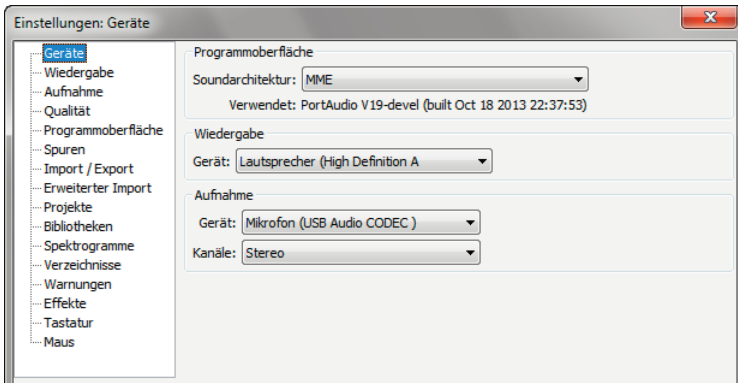 Einstellungen: Geräte
Geräte
Wiedergabe
Aufnahme
Qualität
Programmoberfläche
Spuren
Import / Export
Erweiterter Import
Projekte
Bibliotheken
Spektrogramme
Verzeichnisse
Warnungen
Effekte
Tastatur
Maus
Programmoberfläche
Soundarchitektur: MME
Verwendet: PortAudio V19-devel (built Oct 18 2013 22:37:53)
Wiedergabe
Gerät: Lautsprecher (High Definition A
Aufnahme
Gerät: Mikrofon (USB Audio CODEC )
Kanäle: Stereo